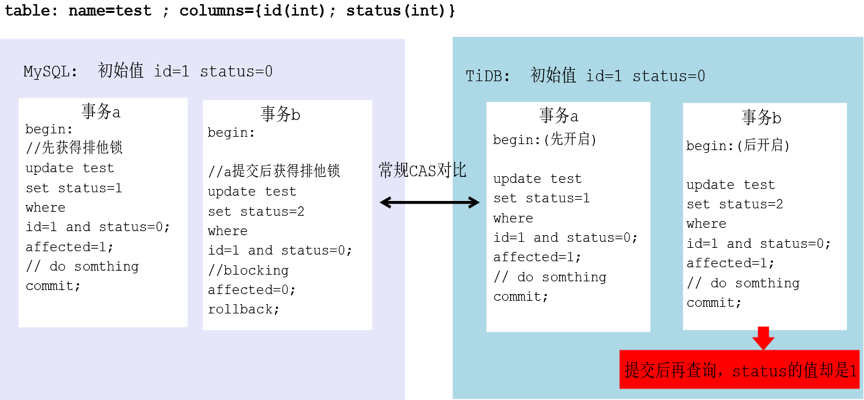 table: name=test ; columns={id(int); status(int)}
MySQL: 初始值 id=1 status=0
事务a
begin:
//先获得排他锁
update test
set status=1
where
id=1 and status=0;
affected=1;
// do somthing
commit;
事务b
begin:
//a提交后获得排他锁
update test
set status=2
where
id=1 and status=0;
//blocking
affected=0;
rollback;
常规CAS对比
TiDB: 初始值 id=1 status=0
事务a
begin:(先开启)
update test
set status=1
where
id=1 and status=0;
affected=1;
// do somthing
commit;
事务b
begin:(后开启)
update test
set status=2
where
id=1 and status=0;
affected=1;
// do somthing
commit;
提交后再查询，status的值却是1